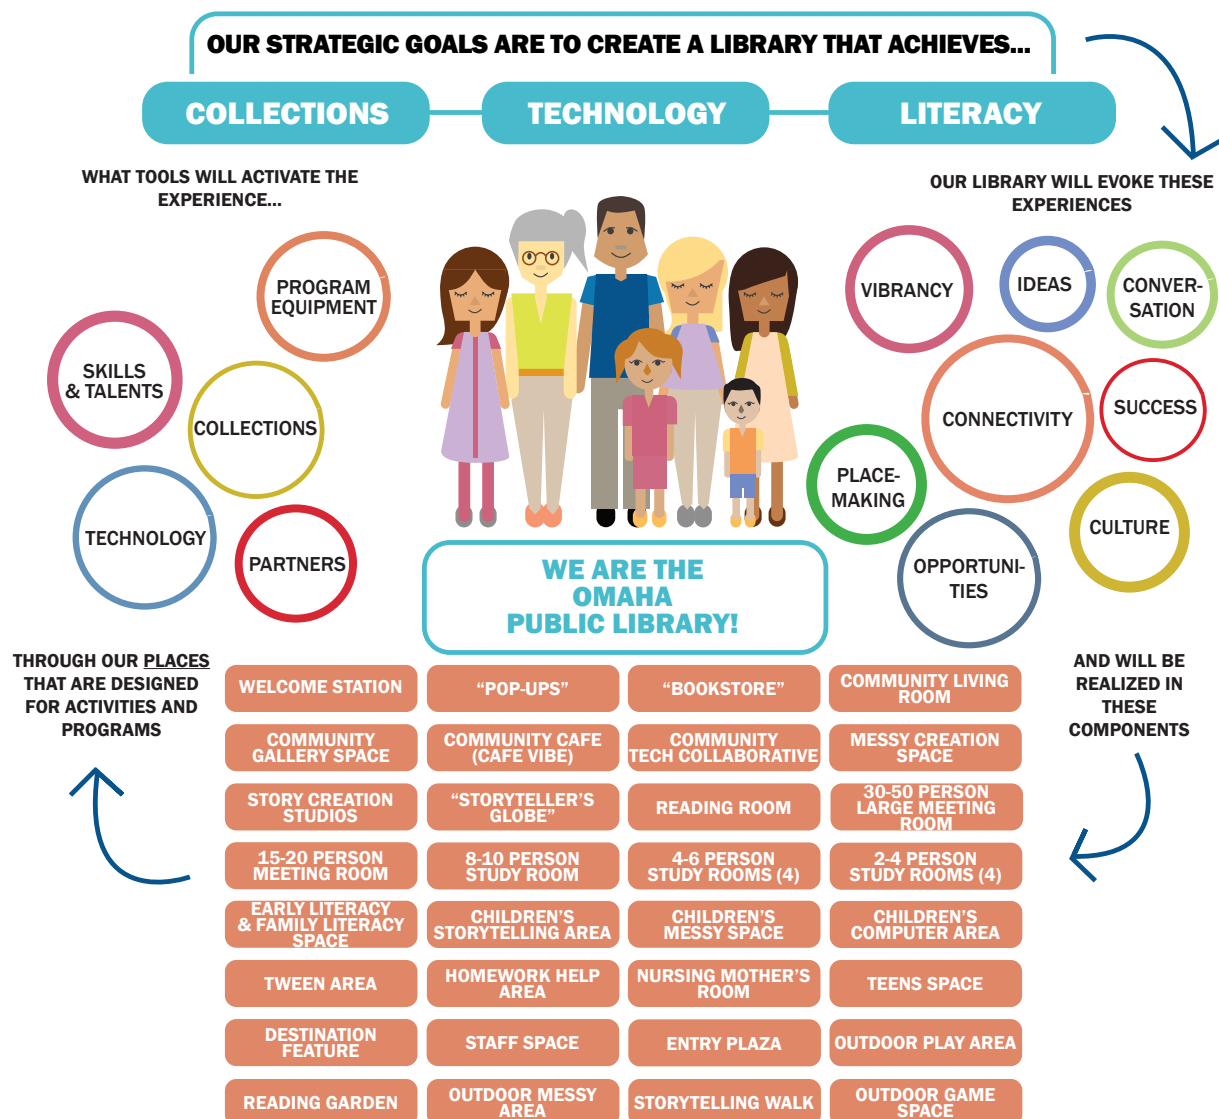 OUR STRATEGIC GOALS ARE TO CREATE A LIBRARY THAT ACHIEVES...
COLLECTIONS
TECHNOLOGY
LITERACY
WHAT TOOLS WILL ACTIVATE THE
EXPERIENCE...
PROGRAM
EQUIPMENT
SKILLS
& TALENTS
COLLECTIONS
TECHNOLOGY
PARTNERS
OUR LIBRARY WILL EVOKE THESE
EXPERIENCES
VIBRANCY
IDEAS
CONVER-
SATION
CONNECTIVITY
SUCCESS
PLACE-
MAKING
CULTURE
OPPORTUNI-
TIES
WE ARE THE
OMAHA
PUBLIC LIBRARY!
THROUGH OUR PLACES
THAT ARE DESIGNED
FOR ACTIVITIES AND
PROGRAMS
AND WILL BE
REALIZED IN
THESE
COMPONENTS
WELCOME STATION
“POP-UPS”
“BOOKSTORE”
COMMUNITY LIVING
ROOM
COMMUNITY
GALLERY SPACE
COMMUNITY CAFE
(CAFE VIBE)
COMMUNITY
TECH COLLABORATIVE
MESSY CREATION
SPACE
STORY CREATION
STUDIOS
“STORYTELLER’S
GLOBE”
READING ROOM
30-50 PERSON
LARGE MEETING
ROOM
15-20 PERSON
MEETING ROOM
8-10 PERSON
STUDY ROOM
4-6 PERSON
STUDY ROOMS (4)
2-4 PERSON
STUDY ROOMS (4)
EARLY LITERACY
& FAMILY LITERACY
SPACE
CHILDREN’S
STORYTELLING AREA
CHILDREN’S
MESSY SPACE
CHILDREN’S
COMPUTER AREA
TWEEN AREA
HOMEWORK HELP
AREA
NURSING MOTHER’S
ROOM
TEENS SPACE
DESTINATION
FEATURE
STAFF SPACE
ENTRY PLAZA
OUTDOOR PLAY AREA
READING GARDEN
OUTDOOR MESSY
AREA
STORYTELLING WALK
OUTDOOR GAME
SPACE